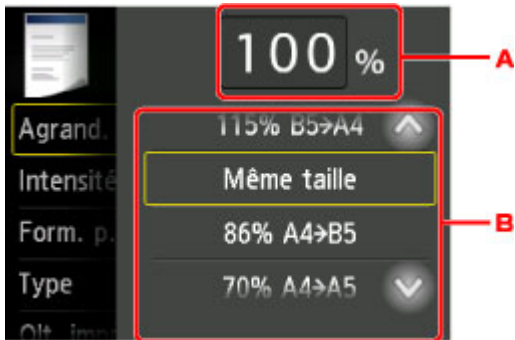 100 %
A
Agrand.
115% B5→A4
Intensité
Même taille
Form. p.
86% A4→B5
B
Type
70% A4→A5